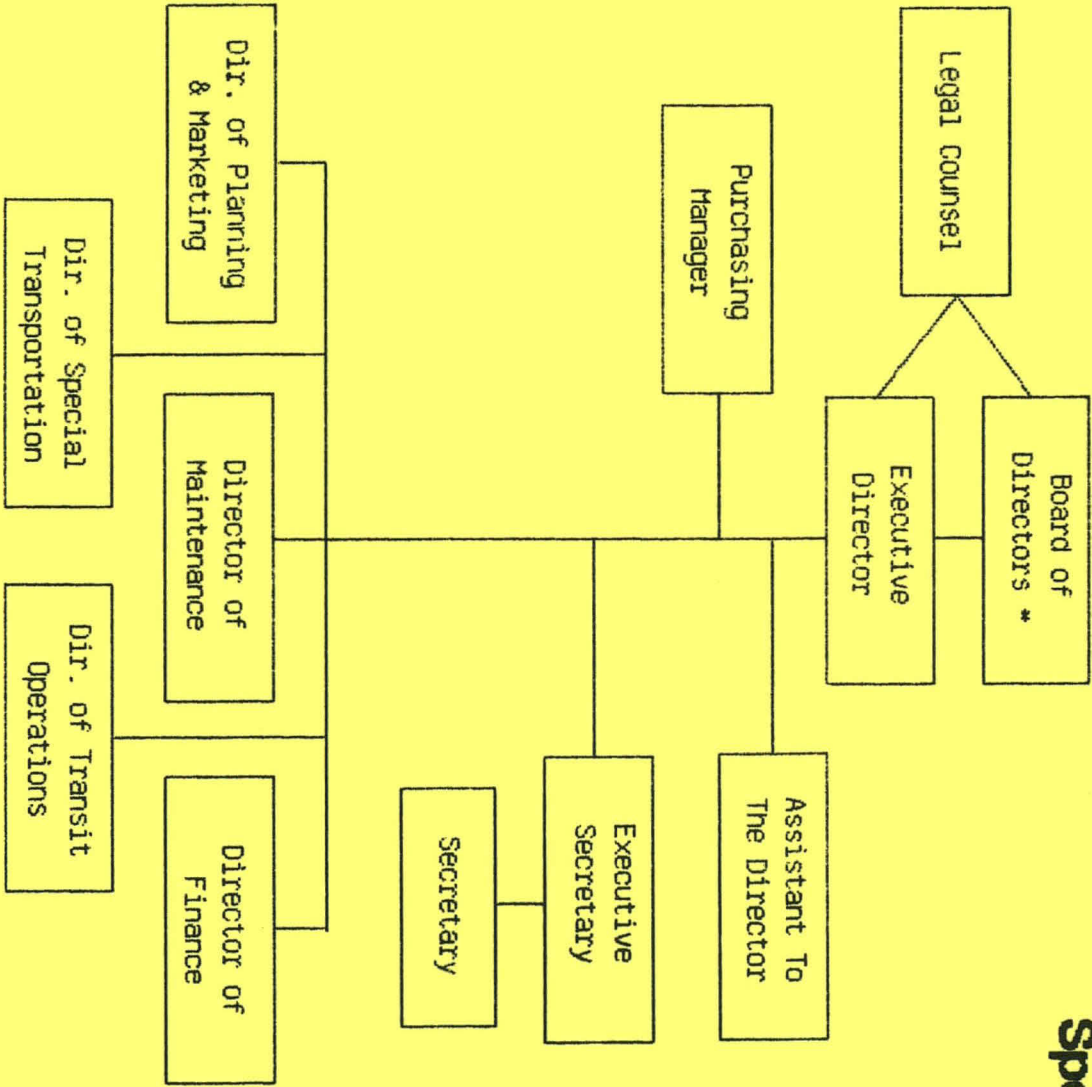 Board of
Directors *
Legal Counsel
Executive
Director
Assistant To
The Director
Purchasing
Manager
Executive
Secretary
Secretary
Dir. of Planning
& Marketing
Director of
Maintenance
Director of
Finance
Dir. of Special
Transportation
Dir. of Transit
Operations